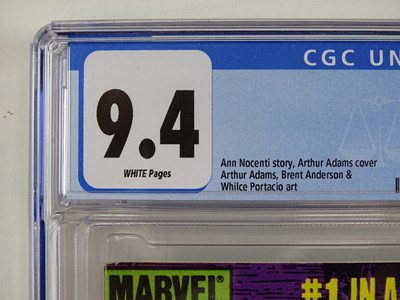 CGC UN
9.4
WHITE Pages
Ann Nocenti story, Arthur Adams cover
Arthur Adams, Brent Anderson &
Whilce Portacio art
MARVEL
#1 IN A